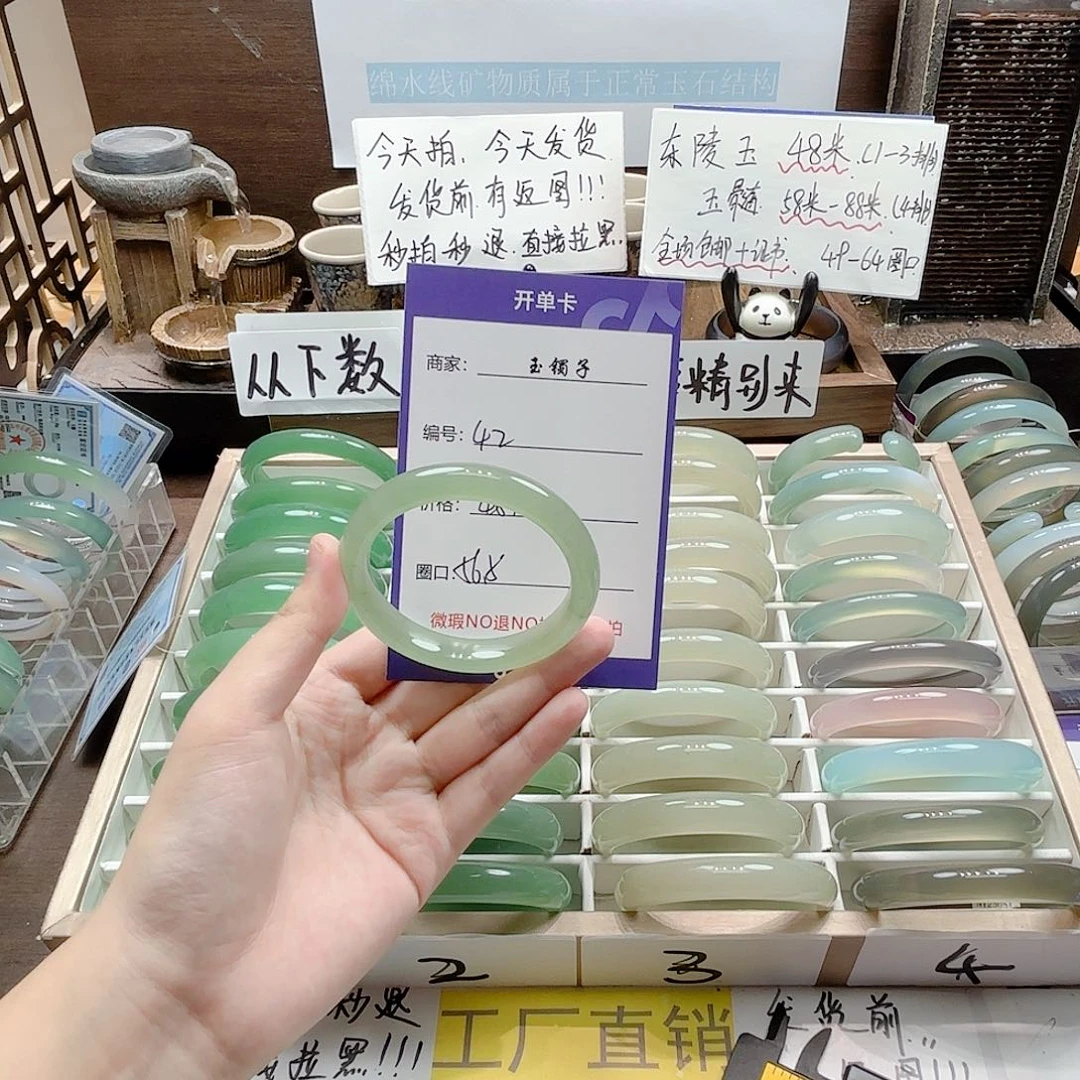 绵水线矿物质属于正常玉石结构
今天拍、今天发货
发货前.有返图!!!
秒拍秒退.直接拉黑.
东陵玉 48米.(1-3排)
玉髓 58米-88米.(4排)
全场包邮+证书. 49-64圈口
从下数
精别来
开单卡
商家: 玉镯子
编号: 42
价格:
圈口: 56
微瑕NO退NO
拍
2
3
4
秒退
拉黑!!!
工厂直销
发货前..
图!!!